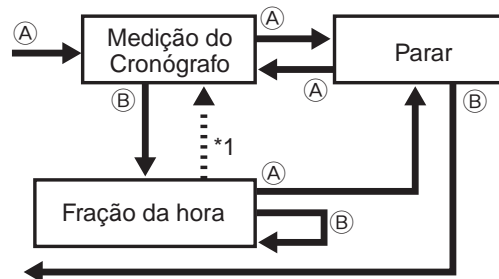 Ⓐ
Medição do
Cronógrafo
Ⓐ
Ⓐ
Parar
Ⓑ
Ⓑ
*1
Fração da hora
Ⓐ
Ⓑ